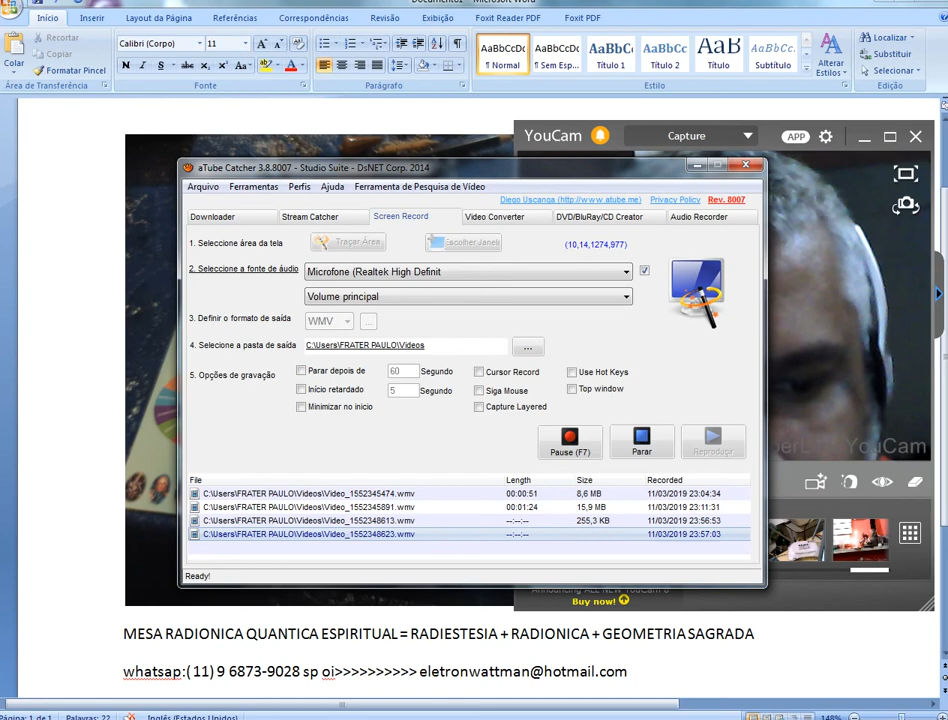 Documento1 - Microsoft Word
Início Inserir Layout da Página Referências Correspondências Revisão Exibição Foxit Reader PDF Foxit PDF
Colar
Recortar
Copiar
Formatar Pincel
Área de Transferência
Calibri (Corpo) 11
N I S abc x₂ x² Aa
Fonte
Parágrafo
AaBbCcDc AaBbCcDc AaBbC AaBbCc AaB AaBbCc.
¶ Normal ¶ Sem Esp... Título 1 Título 2 Título Subtítulo
Alterar Estilos
Estilo
Localizar
Substituir
Selecionar
Edição
YouCam Capture APP
aTube Catcher 3.8.8007 - Studio Suite - DsNET Corp. 2014
Arquivo Ferramentas Perfis Ajuda Ferramenta de Pesquisa de Vídeo
Diego Uscanga (http://www.atube.me) Privacy Policy Rev. 8007
Downloader Stream Catcher Screen Record Video Converter DVD/BluRay/CD Creator Audio Recorder
1. Seleccione área da tela Traçar Área Escolher Janela (10,14,1274,977)
2. Seleccione a fonte de áudio Microfone (Realtek High Definit
Volume principal
3. Definir o formato de saída WMV ...
4. Selecione a pasta de saída C:\Users\FRATER PAULO\Videos ...
5. Opções de gravação
Parar depois de 60 Segundo Cursor Record Use Hot Keys
Início retardado 5 Segundo Siga Mouse Top window
Minimizar no inicio Capture Layered
Pause (F7) Parar Reproduzir
YouCam
File Length Size Recorded
C:\Users\FRATER PAULO\Videos\Video_1552345474.wmv 00:00:51 8,6 MB 11/03/2019 23:04:34
C:\Users\FRATER PAULO\Videos\Video_1552345891.wmv 00:01:24 15,9 MB 11/03/2019 23:11:31
C:\Users\FRATER PAULO\Videos\Video_1552348613.wmv --:--:-- 255,3 KB 11/03/2019 23:56:53
C:\Users\FRATER PAULO\Videos\Video_1552348623.wmv --:--:-- 11/03/2019 23:57:03
Ready!
Buy now!
MESA RADIONICA QUANTICA ESPIRITUAL = RADIESTESIA + RADIONICA + GEOMETRIA SAGRADA
whatsap:( 11) 9 6873-9028 sp oi>>>>>>>>>> eletronwattman@hotmail.com
Página: 1 de 1 Palavras: 22 Inglês (Estados Unidos) 148%